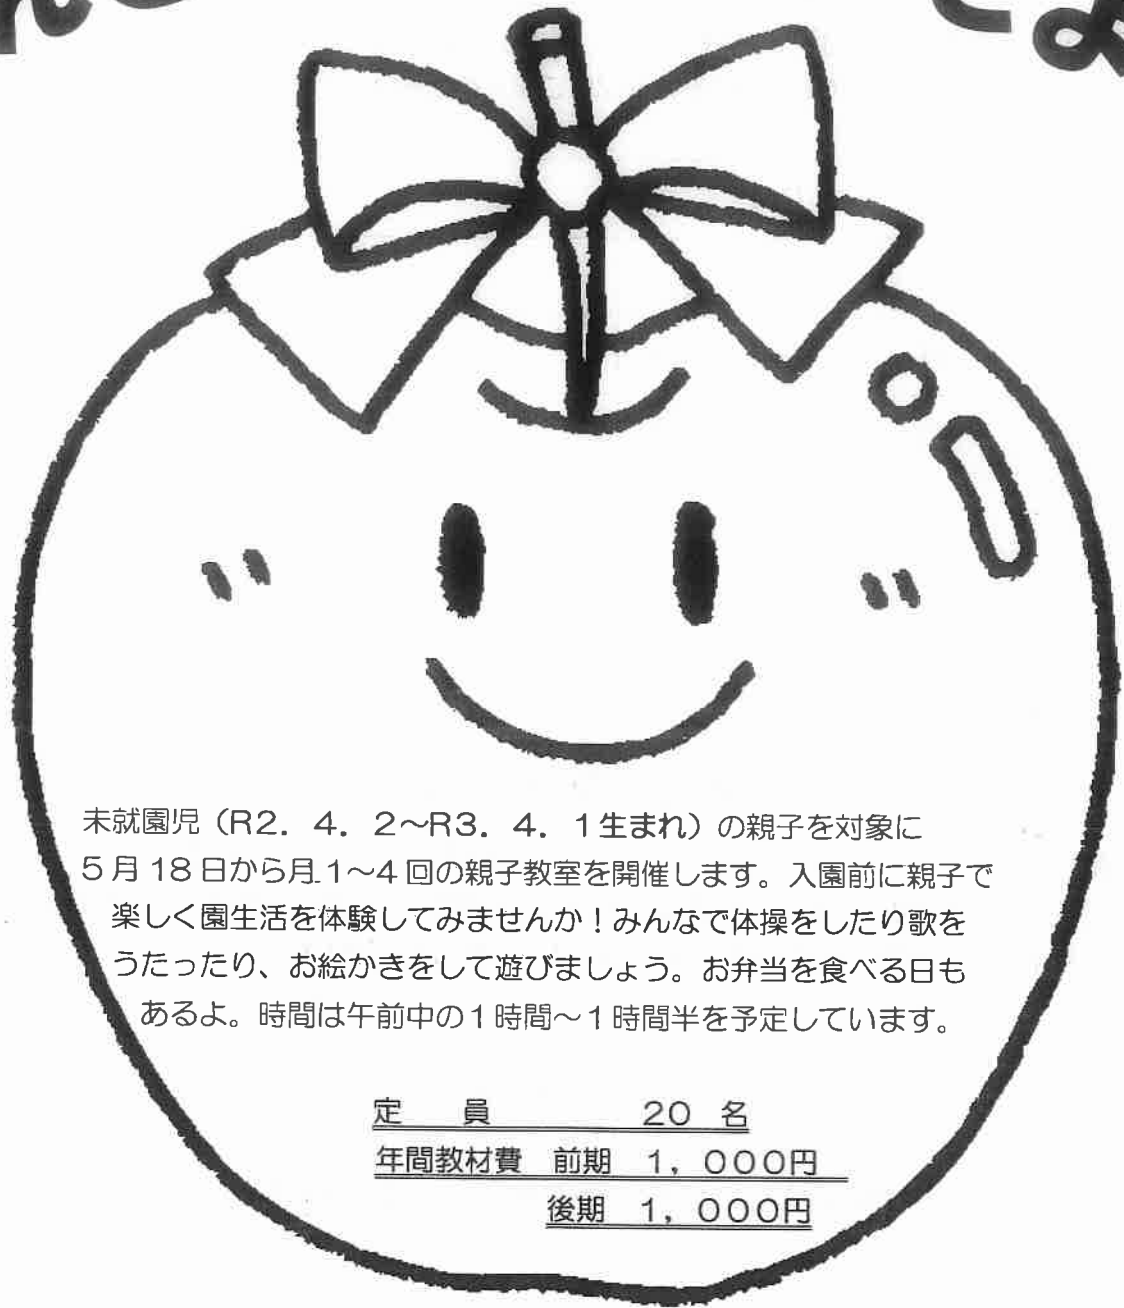 未就園児（R2．4．2～R3．4．1生まれ）の親子を対象に
5月18日から月1～4回の親子教室を開催します。入園前に親子で
楽しく園生活を体験してみませんか！みんなで体操をしたり歌を
うたったり、お絵かきをして遊びましょう。お弁当を食べる日も
あるよ。時間は午前中の1時間～1時間半を予定しています。
定　員　20 名
年間教材費　前期　1，000円
後期　1，000円